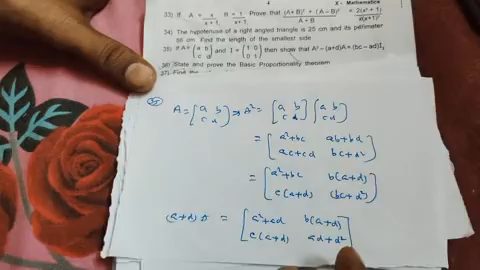 4
X - Mathematics
33) If A = x/(x+1), B = 1/(x+1), Prove that ((A+B)² + (A−B)²)/(A÷B) = 2(x²+1)/x(x+1)²
34) The hypotenuse of a right angled triangle is 25 cm and its perimeter
56 cm. Find the length of the smallest side
35) If A = (a b; c d) and I = (1 0; 0 1) then show that A²−(a+d)A = (bc − ad)I₂
36) State and prove the Basic Proportionality theorem
37) Find the
35
A = [a b; c d] ⇒ A² = [a b; c d] [a b; c d]
= (a²+bc ab+bd; ac+cd bc+d²)
= (a²+bc b(a+d); c(a+d) (bc+d²))
(a+d)A = [a²+ad b(a+d); c(a+d) ad+d²]